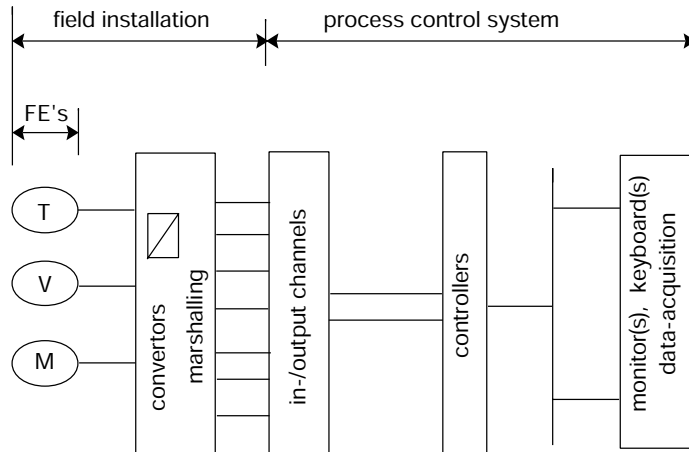 field installation
process control system
FE's
T
V
M
convertors
marshalling
in-/output channels
controllers
monitor(s), keyboard(s)
data-acquisition